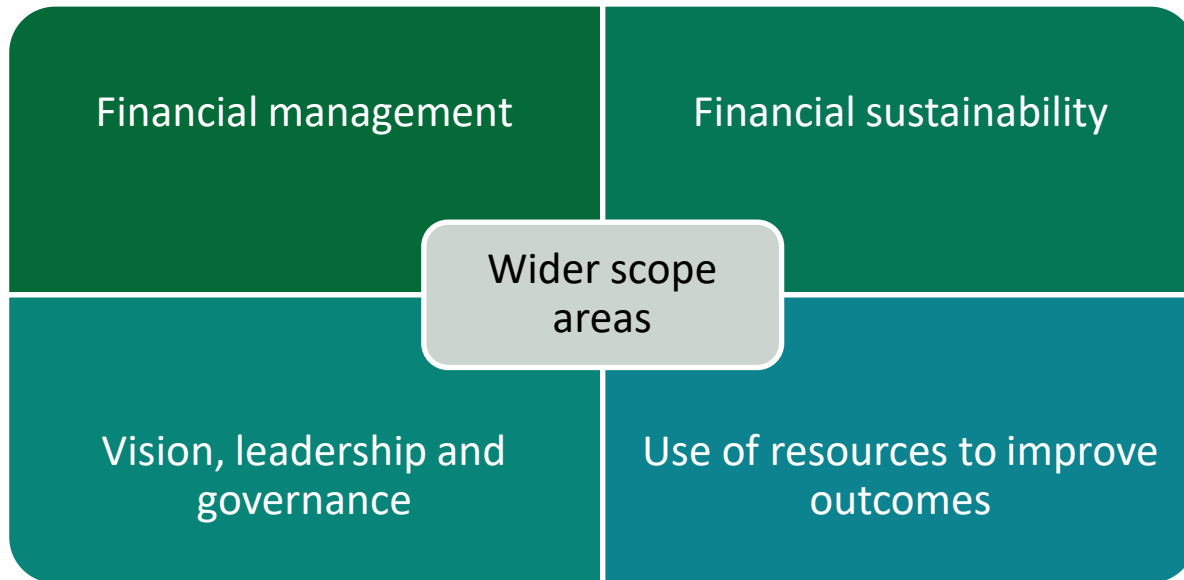 Financial management
Financial sustainability
Wider scope
areas
Vision, leadership and
governance
Use of resources to improve
outcomes